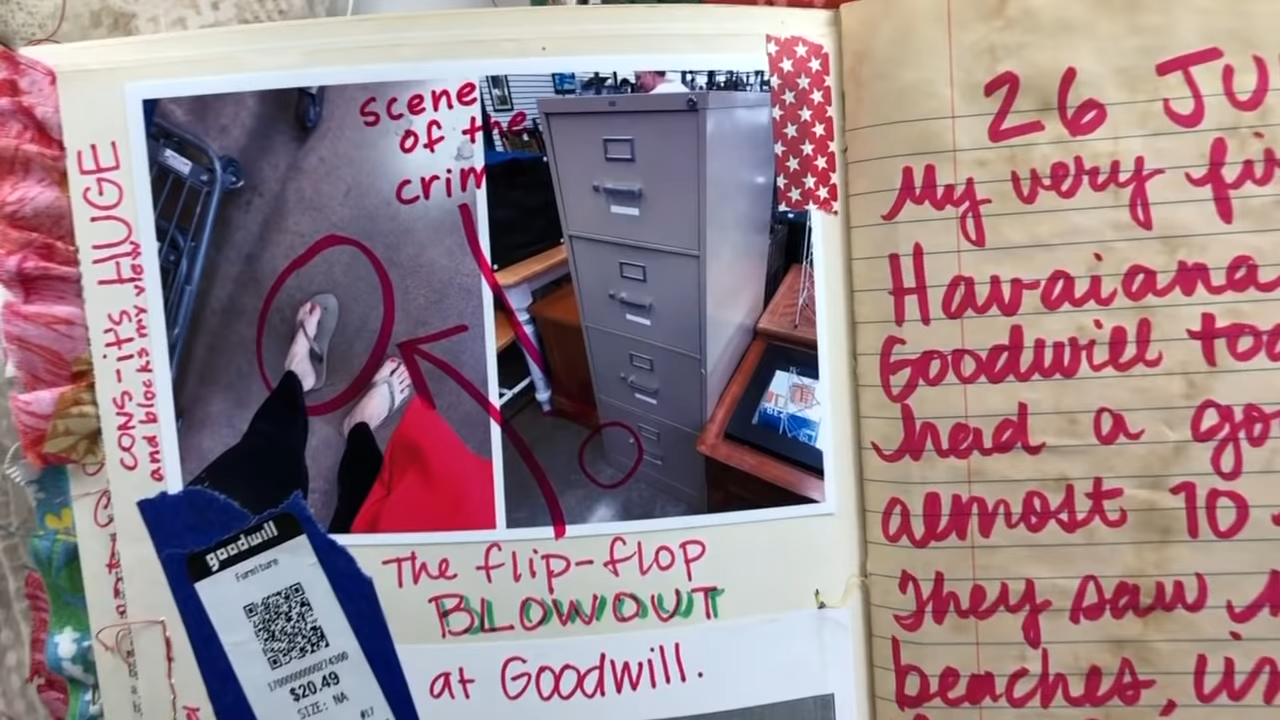 CONS-it's HUGE
and blocks my view
scene
of the
crim
The flip-flop
BLOWOUT
at Goodwill.
goodwill
Furniture
$20.49
SIZE: NA
#17
26 JU
My very fi
Havaiana
Goodwill to
had a go
almost 10
They saw
beaches,